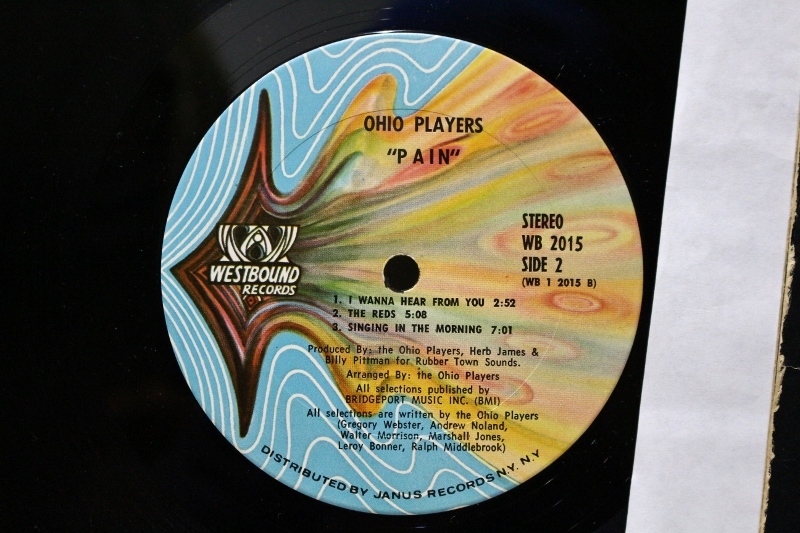 OHIO PLAYERS
"PAIN"
STEREO
WB 2015
SIDE 2
(WB 1 2015 B)
WESTBOUND
RECORDS
1. I WANNA HEAR FROM YOU 2:52
2. THE REDS 5:08
3. SINGING IN THE MORNING 7:01
Produced By: the Ohio Players, Herb James &
Billy Pittman for Rubber Town Sounds.
Arranged By: the Ohio Players
All selections published by
BRIDGEPORT MUSIC INC. (BMI)
All selections are written by the Ohio Players
(Gregory Webster, Andrew Noland,
Walter Morrison, Marshall Jones,
Leroy Bonner, Ralph Middlebrook)
DISTRIBUTED BY JANUS RECORDS N.Y. N.Y